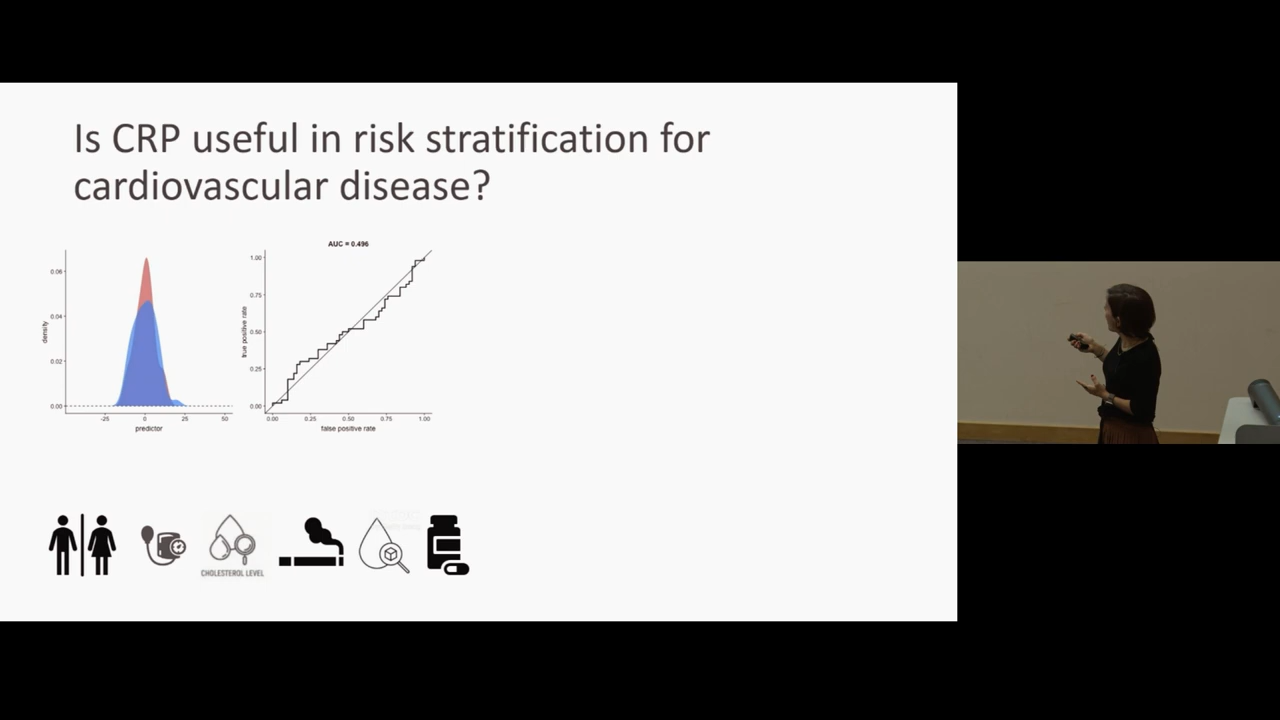 Is CRP useful in risk stratification for
cardiovascular disease?
AUC = 0.496
0.06
0.04
0.02
0.00
density
-25 0 25 50
predictor
1.00
0.75
0.50
0.25
0.00
true positive rate
0.00 0.25 0.50 0.75 1.00
false positive rate
CHOLESTEROL LEVEL